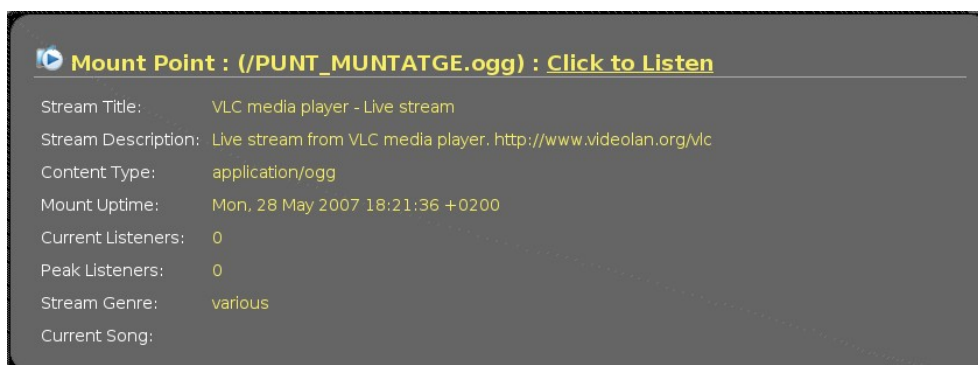 Mount Point : (/PUNT_MUNTATGE.ogg) : Click to Listen
Stream Title: VLC media player - Live stream
Stream Description: Live stream from VLC media player. http://www.videolan.org/vlc
Content Type: application/ogg
Mount Uptime: Mon, 28 May 2007 18:21:36 +0200
Current Listeners: 0
Peak Listeners: 0
Stream Genre: various
Current Song: